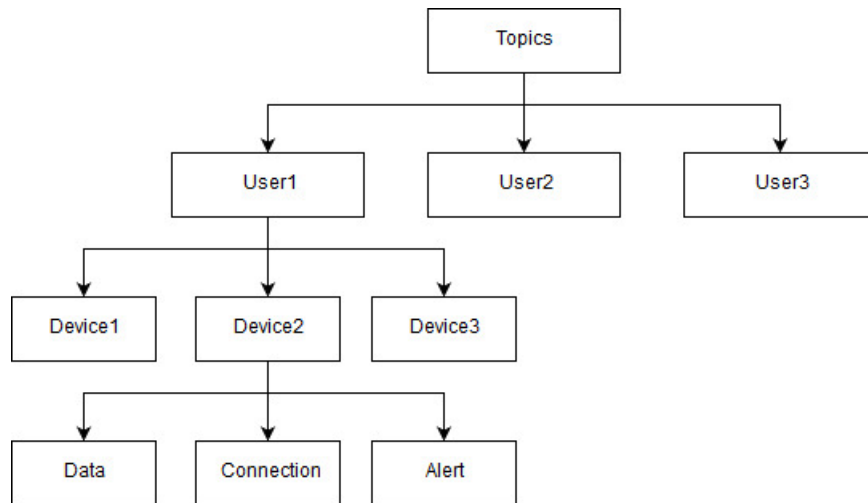 Topics
User1
User2
User3
Device1
Device2
Device3
Data
Connection
Alert